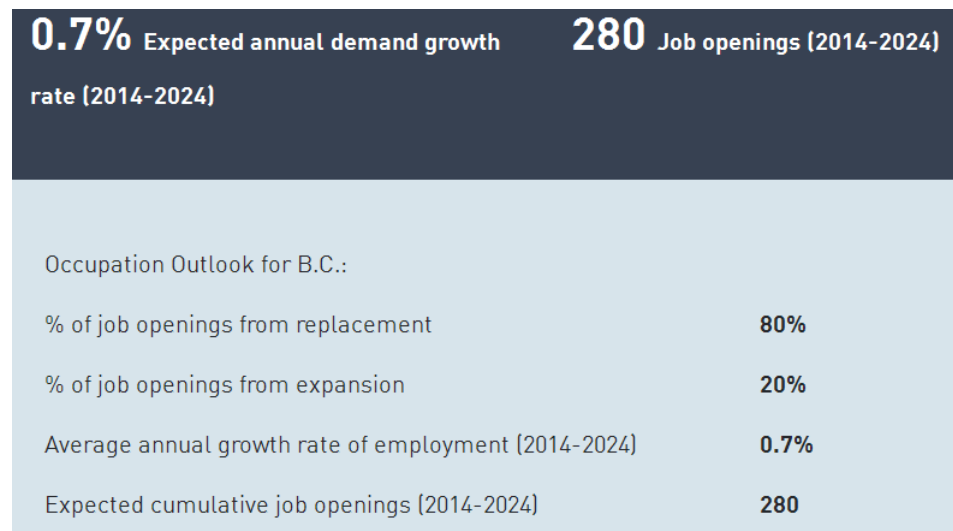 0.7% Expected annual demand growth
rate (2014-2024)
280 Job openings (2014-2024)
Occupation Outlook for B.C.:
% of job openings from replacement 80%
% of job openings from expansion 20%
Average annual growth rate of employment (2014-2024) 0.7%
Expected cumulative job openings (2014-2024) 280